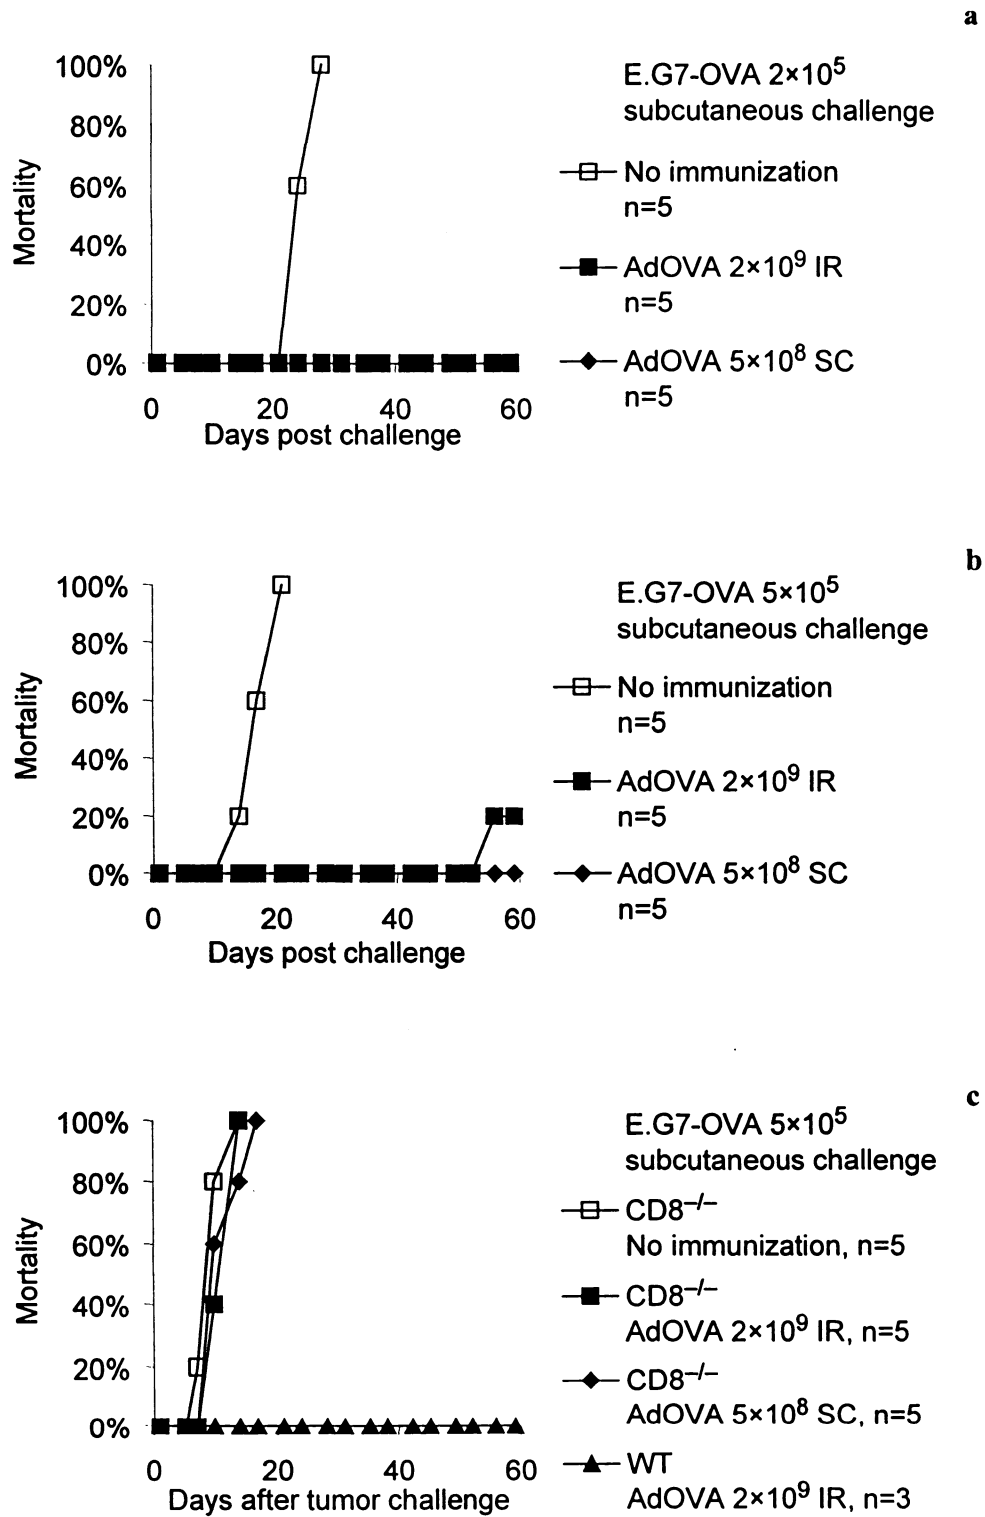 a
100%
80%
60%
40%
20%
0%
Mortality
0 20 40 60
Days post challenge
E.G7-OVA 2×10⁵
subcutaneous challenge
No immunization
n=5
AdOVA 2×10⁹ IR
n=5
AdOVA 5×10⁸ SC
n=5
b
100%
80%
60%
40%
20%
0%
Mortality
0 20 40 60
Days post challenge
E.G7-OVA 5×10⁵
subcutaneous challenge
No immunization
n=5
AdOVA 2×10⁹ IR
n=5
AdOVA 5×10⁸ SC
n=5
c
100%
80%
60%
40%
20%
0%
Mortality
0 20 40 60
Days after tumor challenge
E.G7-OVA 5×10⁵
subcutaneous challenge
CD8⁻/⁻
No immunization, n=5
CD8⁻/⁻
AdOVA 2×10⁹ IR, n=5
CD8⁻/⁻
AdOVA 5×10⁸ SC, n=5
WT
AdOVA 2×10⁹ IR, n=3